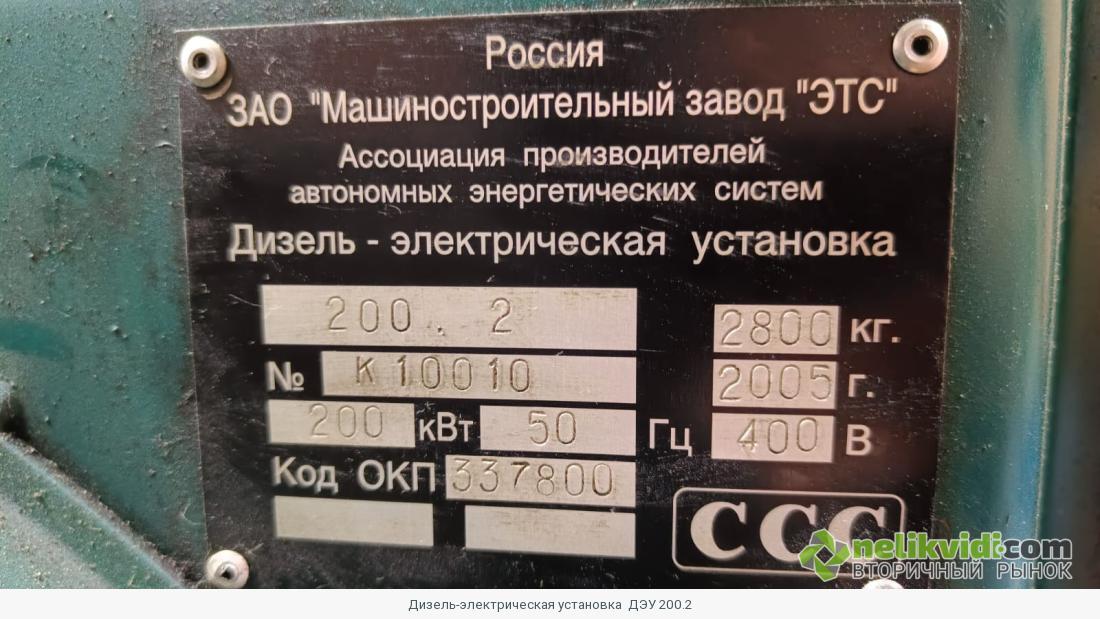 Россия
ЗАО "Машиностроительный завод "ЭТС"
Ассоциация производителей
автономных энергетических систем
Дизель - электрическая установка
200. 2
2800 кг.
№ К10010
2005 г.
200 кВт 50 Гц 400 В
Код ОКП 337800
ССС
nelikvidi.com
ВТОРИЧНЫЙ РЫНОК
Дизель-электрическая установка ДЭУ 200.2